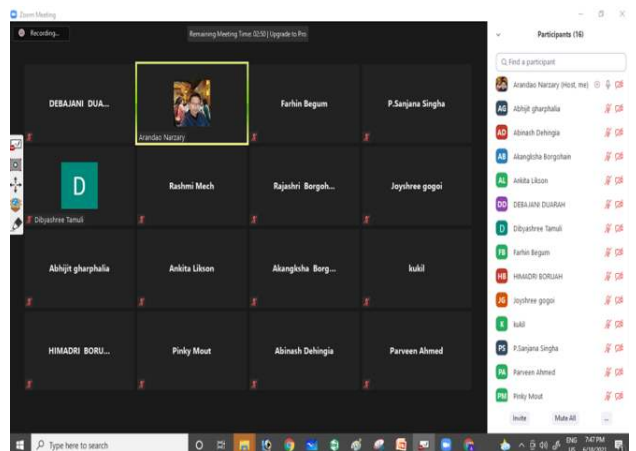 Zoom Meeting
Recording...
Remaining Meeting Time: 02:50 | Upgrade to Pro
DEBAJANI DUA...
Arandao Narzary
Farhin Begum
P.Sanjana Singha
D
Dibyashree Tamuli
Rashmi Mech
Rajashri Borgoh...
Joyshree gogoi
Abhijit gharphalia
Ankita Likson
Akangksha Borg...
kukil
HIMADRI BORU...
Pinky Mout
Abinash Dehingia
Parveen Ahmed
Participants (16)
Find a participant
Arandao Narzary (Host, me)
AG Abhijit gharphalia
AD Abinash Dehingia
AB Akangksha Borgohain
AL Ankita Likson
DD DEBAJANI DUARAH
D Dibyashree Tamuli
FB Farhin Begum
HB HIMADRI BORUAH
JG Joyshree gogoi
K kukil
PS P.Sanjana Singha
PA Parveen Ahmed
PM Pinky Mout
Invite Mute All ...
Type here to search
ENG 7:47 PM
US 6/18/2021